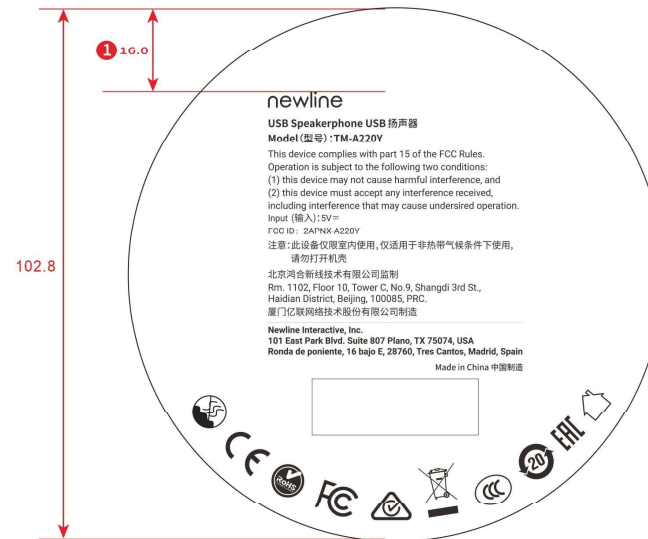 1 16.0
newline
USB Speakerphone USB 扬声器
Model(型号):TM-A220Y
This device complies with part 15 of the FCC Rules.
Operation is subject to the following two conditions:
(1) this device may not cause harmful interference, and
(2) this device must accept any interference received,
including interference that may cause undersired operation.
Input (输入):5V=
FCC ID: 2APNX-A220Y
注意:此设备仅限室内使用,仅适用于非热带气候条件下使用,
请勿打开机壳
102.8
北京鸿合新线技术有限公司监制
Rm. 1102, Floor 10, Tower C, No.9, Shangdi 3rd St.,
Haidian District, Beijing, 100085, PRC.
厦门亿联网络技术股份有限公司制造
Newline Interactive, Inc.
101 East Park Blvd. Suite 807 Plano, TX 75074, USA
Ronda de poniente, 16 bajo E, 28760, Tres Cantos, Madrid, Spain
Made in China 中国制造
CE
RoHS
FC
CCC
20
EAC